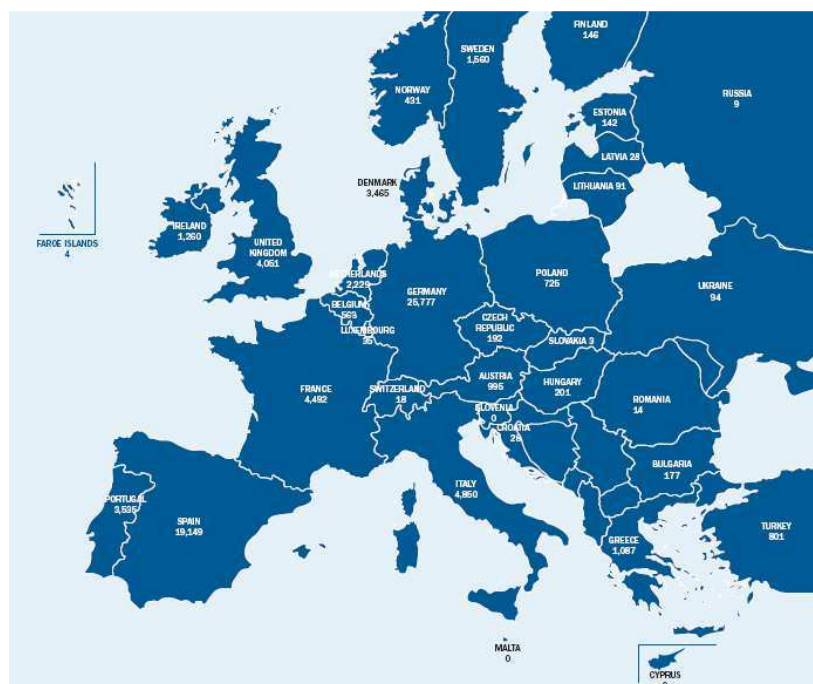 FINLAND
146
SWEDEN
1,560
NORWAY
431
RUSSIA
9
ESTONIA
142
LATVIA 28
LITHUANIA 91
DENMARK
3,465
FAROE ISLANDS
4
IRELAND
1,260
UNITED
KINGDOM
4,051
NETHERLANDS
2,229
BELGIUM
563
LUXEMBOURG
35
GERMANY
25,777
POLAND
725
UKRAINE
94
CZECH
REPUBLIC
192
SLOVAKIA 3
AUSTRIA
995
HUNGARY
201
FRANCE
4,492
SWITZERLAND
18
SLOVENIA
0
CROATIA
28
ROMANIA
14
BULGARIA
177
ITALY
4,850
PORTUGAL
3,535
SPAIN
19,149
GREECE
1,087
TURKEY
801
MALTA
0
CYPRUS